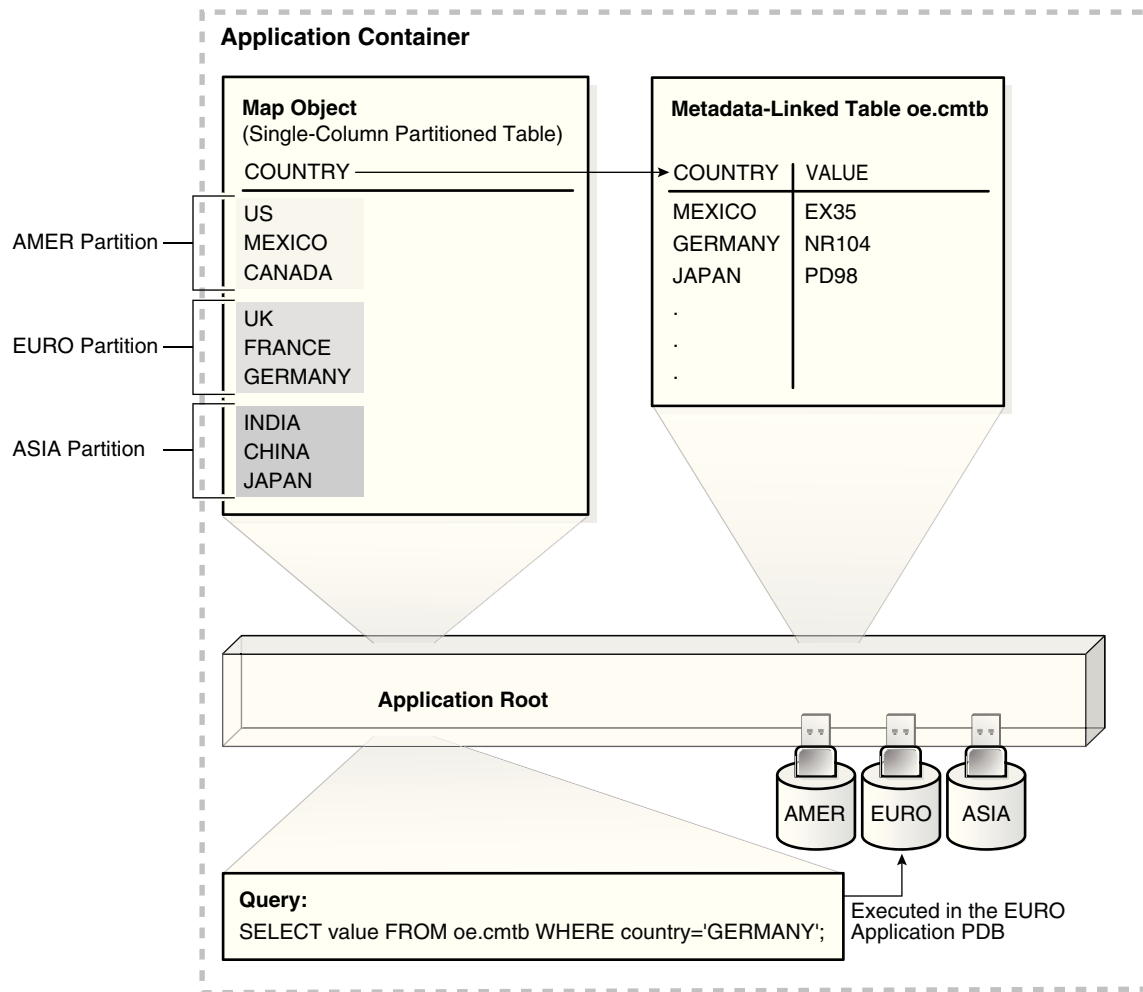 Application Container
Map Object
(Single-Column Partitioned Table)
COUNTRY
AMER Partition
US
MEXICO
CANADA
EURO Partition
UK
FRANCE
GERMANY
ASIA Partition
INDIA
CHINA
JAPAN
Metadata-Linked Table oe.cmtb
COUNTRY VALUE
MEXICO EX35
GERMANY NR104
JAPAN PD98
.
.
.
Application Root
AMER EURO ASIA
Query:
SELECT value FROM oe.cmtb WHERE country='GERMANY';
Executed in the EURO
Application PDB